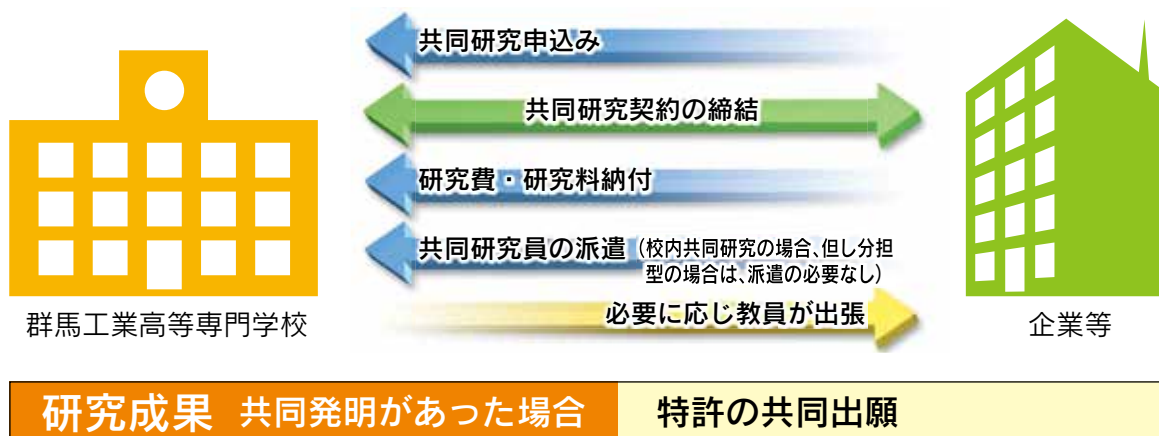 共同研究申込み
共同研究契約の締結
研究費・研究料納付
共同研究員の派遣（校内共同研究の場合、但し分担
型の場合は、派遣の必要なし）
必要に応じ教員が出張
群馬工業高等専門学校
企業等
研究成果 共同発明があった場合 特許の共同出願